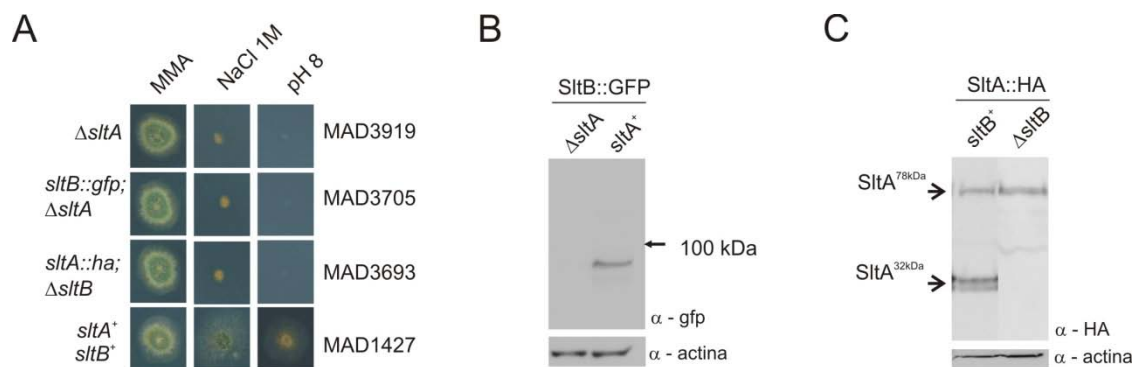 A
MMA
NaCl 1M
pH 8
ΔsltA
MAD3919
sltB::gfp;
ΔsltA
MAD3705
sltA::ha;
ΔsltB
MAD3693
sltA⁺
sltB⁺
MAD1427
B
SltB::GFP
ΔsltA
sltA⁺
100 kDa
α - gfp
α - actina
C
SltA::HA
sltB⁺
ΔsltB
SltA⁷⁸ᵏᴰᵃ
SltA³²ᵏᴰᵃ
α - HA
α - actina